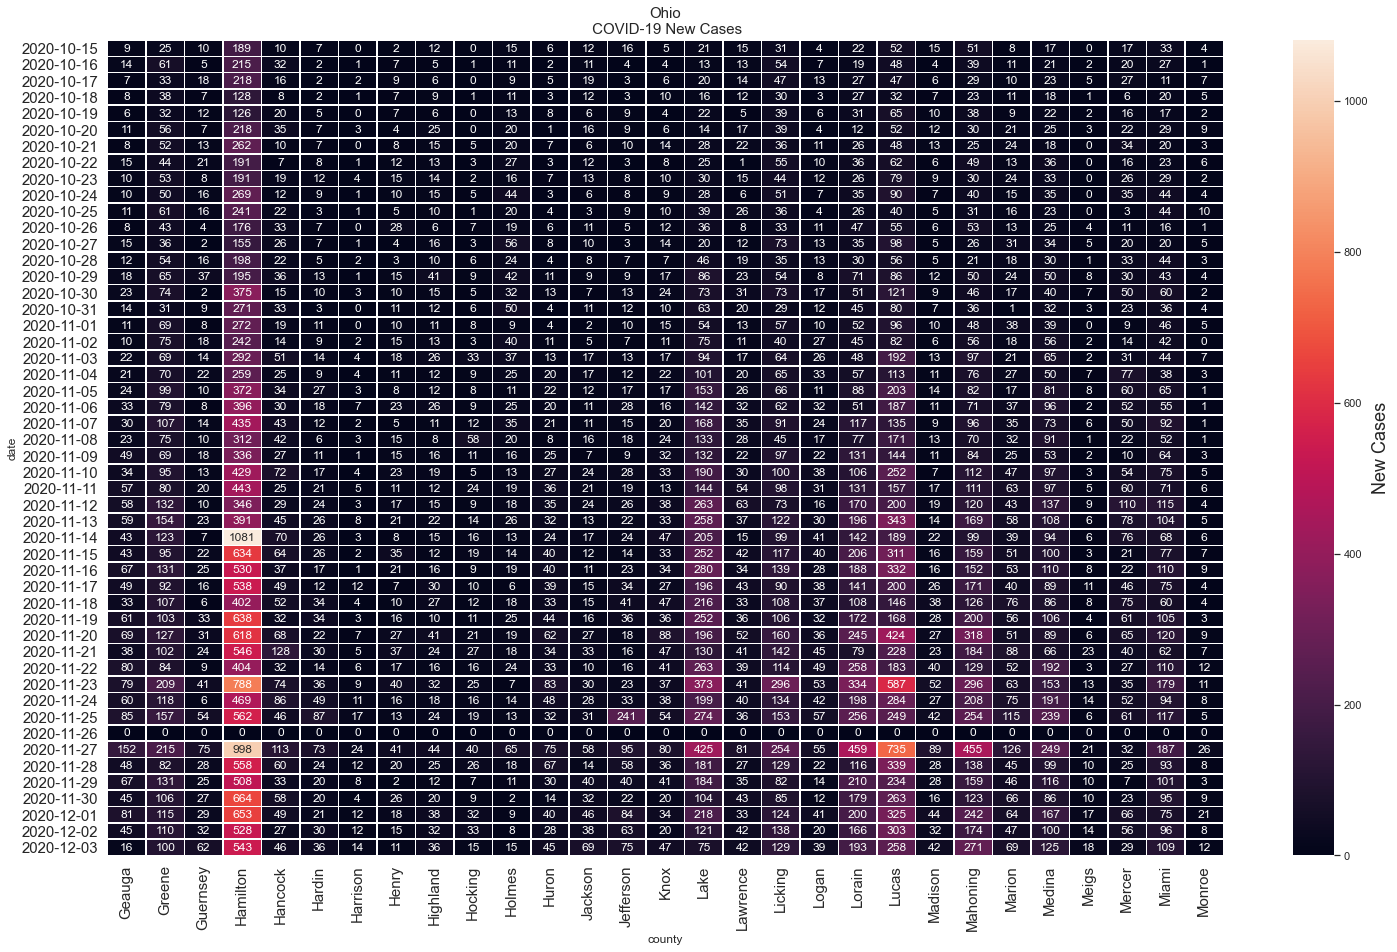 Ohio
COVID-19 New Cases
2020-10-15 9 25 10 189 10 7 0 2 12 0 15 6 12 16 5 21 15 31 4 22 52 15 51 8 17 0 17 33 4
2020-10-16 14 61 5 215 32 2 1 7 5 1 11 2 11 4 4 13 13 54 7 19 48 4 39 11 21 2 20 27 1
2020-10-17 7 33 18 218 16 2 2 9 6 0 9 5 19 3 6 20 14 47 13 27 47 6 29 10 23 5 27 11 7
2020-10-18 8 38 7 128 8 2 1 7 9 1 11 3 12 3 10 16 12 30 3 27 32 7 23 11 18 1 6 20 5
2020-10-19 6 32 12 126 20 5 0 7 6 0 13 8 6 9 4 22 5 39 6 31 65 10 38 9 22 2 16 17 2
2020-10-20 11 56 7 218 35 7 3 4 25 0 20 1 16 9 6 14 17 39 4 12 52 12 30 21 25 3 22 29 9
2020-10-21 8 52 13 262 10 7 0 8 15 5 20 7 6 10 14 28 22 36 11 26 48 13 25 24 18 0 34 20 3
2020-10-22 15 44 21 191 7 8 1 12 13 3 27 3 12 3 8 25 1 55 10 36 62 6 49 13 36 0 16 23 6
2020-10-23 10 53 8 191 19 12 4 15 14 2 16 7 13 8 10 30 15 44 12 26 79 9 30 24 33 0 26 29 2
2020-10-24 10 50 16 269 12 9 1 10 15 5 44 3 6 8 9 28 6 51 7 35 90 7 40 15 35 0 35 44 4
2020-10-25 11 61 16 241 22 3 1 5 10 1 20 4 3 9 10 39 26 36 4 26 40 5 31 16 23 0 3 44 10
2020-10-26 8 43 4 176 33 7 0 28 6 7 19 6 11 5 12 36 8 33 11 47 55 6 53 13 25 4 11 16 1
2020-10-27 15 36 2 155 26 7 1 4 16 3 56 8 10 3 14 20 12 73 13 35 98 5 26 31 34 5 20 20 5
2020-10-28 12 54 16 198 22 5 2 3 10 6 24 4 8 7 7 46 19 35 13 30 56 5 21 18 30 1 33 44 3
2020-10-29 18 65 37 195 36 13 1 15 41 9 42 11 9 9 17 86 23 54 8 71 86 12 50 24 50 8 30 43 4
2020-10-30 23 74 2 375 15 10 3 10 15 5 32 13 7 13 24 73 31 73 17 51 121 9 46 17 40 7 50 60 2
2020-10-31 14 31 9 271 33 3 0 11 12 6 50 4 11 12 10 63 20 29 12 45 80 7 36 1 32 3 23 36 4
2020-11-01 11 69 8 272 19 11 0 10 11 8 9 4 2 10 15 54 13 57 10 52 96 10 48 38 39 0 9 46 5
2020-11-02 10 75 18 242 14 9 2 15 13 3 40 11 5 7 11 75 11 40 27 45 82 6 56 18 56 2 14 42 0
2020-11-03 22 69 14 292 51 14 4 18 26 33 37 13 17 13 17 94 17 64 26 48 192 13 97 21 65 2 31 44 7
2020-11-04 21 70 22 259 25 9 4 11 12 9 25 20 17 12 22 101 20 65 33 57 113 11 76 27 50 7 77 38 3
2020-11-05 24 99 10 372 34 27 3 8 12 8 11 22 12 17 17 153 26 66 11 88 203 14 82 17 81 8 60 65 1
2020-11-06 33 79 8 396 30 18 7 23 26 9 25 20 11 28 16 142 32 62 32 51 187 11 71 37 96 2 52 55 1
2020-11-07 30 107 14 435 43 12 2 5 11 12 35 21 11 15 20 168 35 91 24 117 135 9 96 35 73 6 50 92 1
2020-11-08 23 75 10 312 42 6 3 15 8 58 20 8 16 18 24 133 28 45 17 77 171 13 70 32 91 1 22 52 1
2020-11-09 49 69 18 336 27 11 1 15 16 11 16 25 7 9 32 132 22 97 22 131 144 11 84 25 53 2 10 64 3
2020-11-10 34 95 13 429 72 17 4 23 19 5 13 27 24 28 33 190 30 100 38 106 252 7 112 47 97 3 54 75 5
2020-11-11 57 80 20 443 25 21 5 11 12 24 19 36 21 19 13 144 54 98 31 131 157 17 111 63 97 5 60 71 6
2020-11-12 58 132 10 346 29 24 3 17 15 9 18 35 24 26 38 263 63 73 16 170 200 19 120 43 137 9 110 115 4
2020-11-13 59 154 23 391 45 26 8 21 22 14 26 32 13 22 33 258 37 122 30 196 343 14 169 58 108 6 78 104 5
2020-11-14 43 123 7 1081 70 26 3 8 15 16 13 24 17 24 47 205 15 99 41 142 189 22 99 39 94 6 76 68 6
2020-11-15 43 95 22 634 64 26 2 35 12 19 14 40 12 14 33 252 42 117 40 206 311 16 159 51 100 3 21 77 7
2020-11-16 67 131 25 530 37 17 1 21 16 9 19 40 11 23 34 280 34 139 28 188 332 16 152 53 110 8 22 110 9
2020-11-17 49 92 16 538 49 12 12 7 30 10 6 39 15 34 27 196 43 90 38 141 200 26 171 40 89 11 46 75 4
2020-11-18 33 107 6 402 52 34 4 10 27 12 18 33 15 41 47 216 33 108 37 108 146 38 126 76 86 8 75 60 4
2020-11-19 61 103 33 638 32 34 3 16 10 11 25 44 16 36 36 252 36 106 32 172 168 28 200 56 106 4 61 105 3
2020-11-20 69 127 31 618 68 22 7 27 41 21 19 62 27 18 88 196 52 160 36 245 424 27 318 51 89 6 65 120 9
2020-11-21 38 102 24 546 128 30 5 37 24 27 18 34 33 16 47 130 41 142 45 79 228 23 184 88 66 23 40 62 7
2020-11-22 80 84 9 404 32 14 6 17 16 16 24 33 10 16 41 263 39 114 49 258 183 40 129 52 192 3 27 110 12
2020-11-23 79 209 41 788 74 36 9 40 32 25 7 83 30 23 37 373 41 296 53 334 587 52 296 63 153 13 35 179 11
2020-11-24 60 118 6 469 86 49 11 16 18 16 14 48 28 33 38 199 40 134 42 198 284 27 208 75 191 14 52 94 8
2020-11-25 85 157 54 562 46 87 17 13 24 19 13 32 31 241 54 274 36 153 57 256 249 42 254 115 239 6 61 117 5
2020-11-26 0 0 0 0 0 0 0 0 0 0 0 0 0 0 0 0 0 0 0 0 0 0 0 0 0 0 0 0 0
2020-11-27 152 215 75 998 113 73 24 41 44 40 65 75 58 95 80 425 81 254 55 459 735 89 455 126 249 21 32 187 26
2020-11-28 48 82 28 558 60 24 12 20 25 26 18 67 14 58 36 181 27 129 22 116 339 28 138 45 99 10 25 93 8
2020-11-29 67 131 25 508 33 20 8 2 12 7 11 30 40 40 41 184 35 82 14 210 234 28 159 46 116 10 7 101 3
2020-11-30 45 106 27 664 58 20 4 26 20 9 2 14 32 22 20 104 43 85 12 179 263 16 123 66 86 10 23 95 9
2020-12-01 81 115 29 653 49 21 12 18 38 32 9 40 46 84 34 218 33 124 41 200 325 44 242 64 167 17 66 75 21
2020-12-02 45 110 32 528 27 30 12 15 32 33 8 28 38 63 20 121 42 138 20 166 303 32 174 47 100 14 56 96 8
2020-12-03 16 100 62 543 46 36 14 11 36 15 15 45 69 75 47 75 42 129 39 193 258 42 271 69 125 18 29 109 12
date
Geauga Greene Guernsey Hamilton Hancock Hardin Harrison Henry Highland Hocking Holmes Huron Jackson Jefferson Knox Lake Lawrence Licking Logan Lorain Lucas Madison Mahoning Marion Medina Meigs Mercer Miami Monroe
county
1000
800
600
400
200
0
New Cases